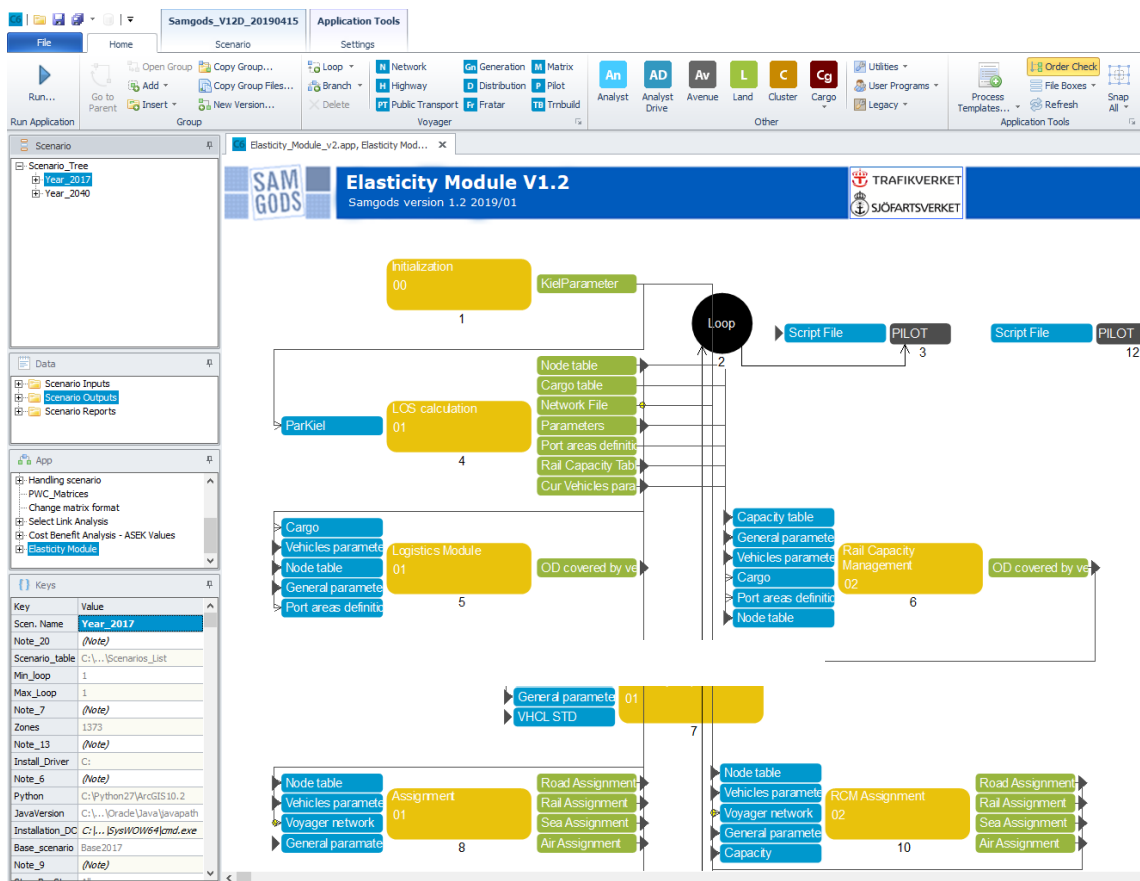 C6
Samgods_V12D_20190415
Application Tools
File
Home
Scenario
Settings
Run...
Run Application
Go to Parent
Open Group
Add
Insert
Copy Group...
Copy Group Files...
New Version...
Group
Loop
Branch
Delete
N Network
H Highway
PT Public Transport
Gn Generation
D Distribution
Fr Fratar
M Matrix
P Pilot
TB Trnbuild
Voyager
An
Analyst
AD
Analyst Drive
Av
Avenue
L
Land
C
Cluster
Cg
Cargo
Utilities
User Programs
Legacy
Other
Process Templates...
Order Check
File Boxes
Refresh
Snap All
Application Tools
Scenario
Scenario_Tree
Year_2017
Year_2040
Data
Scenario Inputs
Scenario Outputs
Scenario Reports
App
Handling scenario
PWC_Matrices
Change matrix format
Select Link Analysis
Cost Benefit Analysis - ASEK Values
Elasticity Module
Keys
Key Value
Scen. Name Year_2017
Note_20 (Note)
Scenario_table C:\...\Scenarios_List
Min_loop 1
Max_Loop 1
Note_7 (Note)
Zones 1373
Note_13 (Note)
Install_Driver C:
Note_6 (Note)
Python C:\Python27\ArcGIS10.2
JavaVersion C:\...\Oracle\Java\javapath
Installation_DC C:|...|SysWOW64|cmd.exe
Base_scenario Base2017
Note_9 (Note)
C6 Elasticity_Module_v2.app, Elasticity Mod...
SAM GODS
Elasticity Module V1.2
Samgods version 1.2 2019/01
TRAFIKVERKET
SJÖFARTSVERKET
Initialization
00
1
KielParameter
Loop
2
Script File
PILOT
3
Script File
PILOT
12
ParKiel
LOS calculation
01
4
Node table
Cargo table
Network File
Parameters
Port areas definitic
Rail Capacity Tab
Cur Vehicles para
Cargo
Vehicles paramete
Node table
General paramete
Port areas definitic
Logistics Module
01
5
OD covered by ve
Capacity table
General paramete
Vehicles paramete
Cargo
Port areas definitic
Node table
Rail Capacity
Management
02
6
OD covered by ve
General paramete
VHCL STD
01
7
Node table
Vehicles paramete
Voyager network
General paramate
Assignment
01
8
Road Assignment
Rail Assignment
Sea Assignment
Air Assignment
Node table
Vehicles paramete
Voyager network
General paramete
Capacity
RCM Assignment
02
10
Road Assignment
Rail Assignment
Sea Assignment
Air Assignment